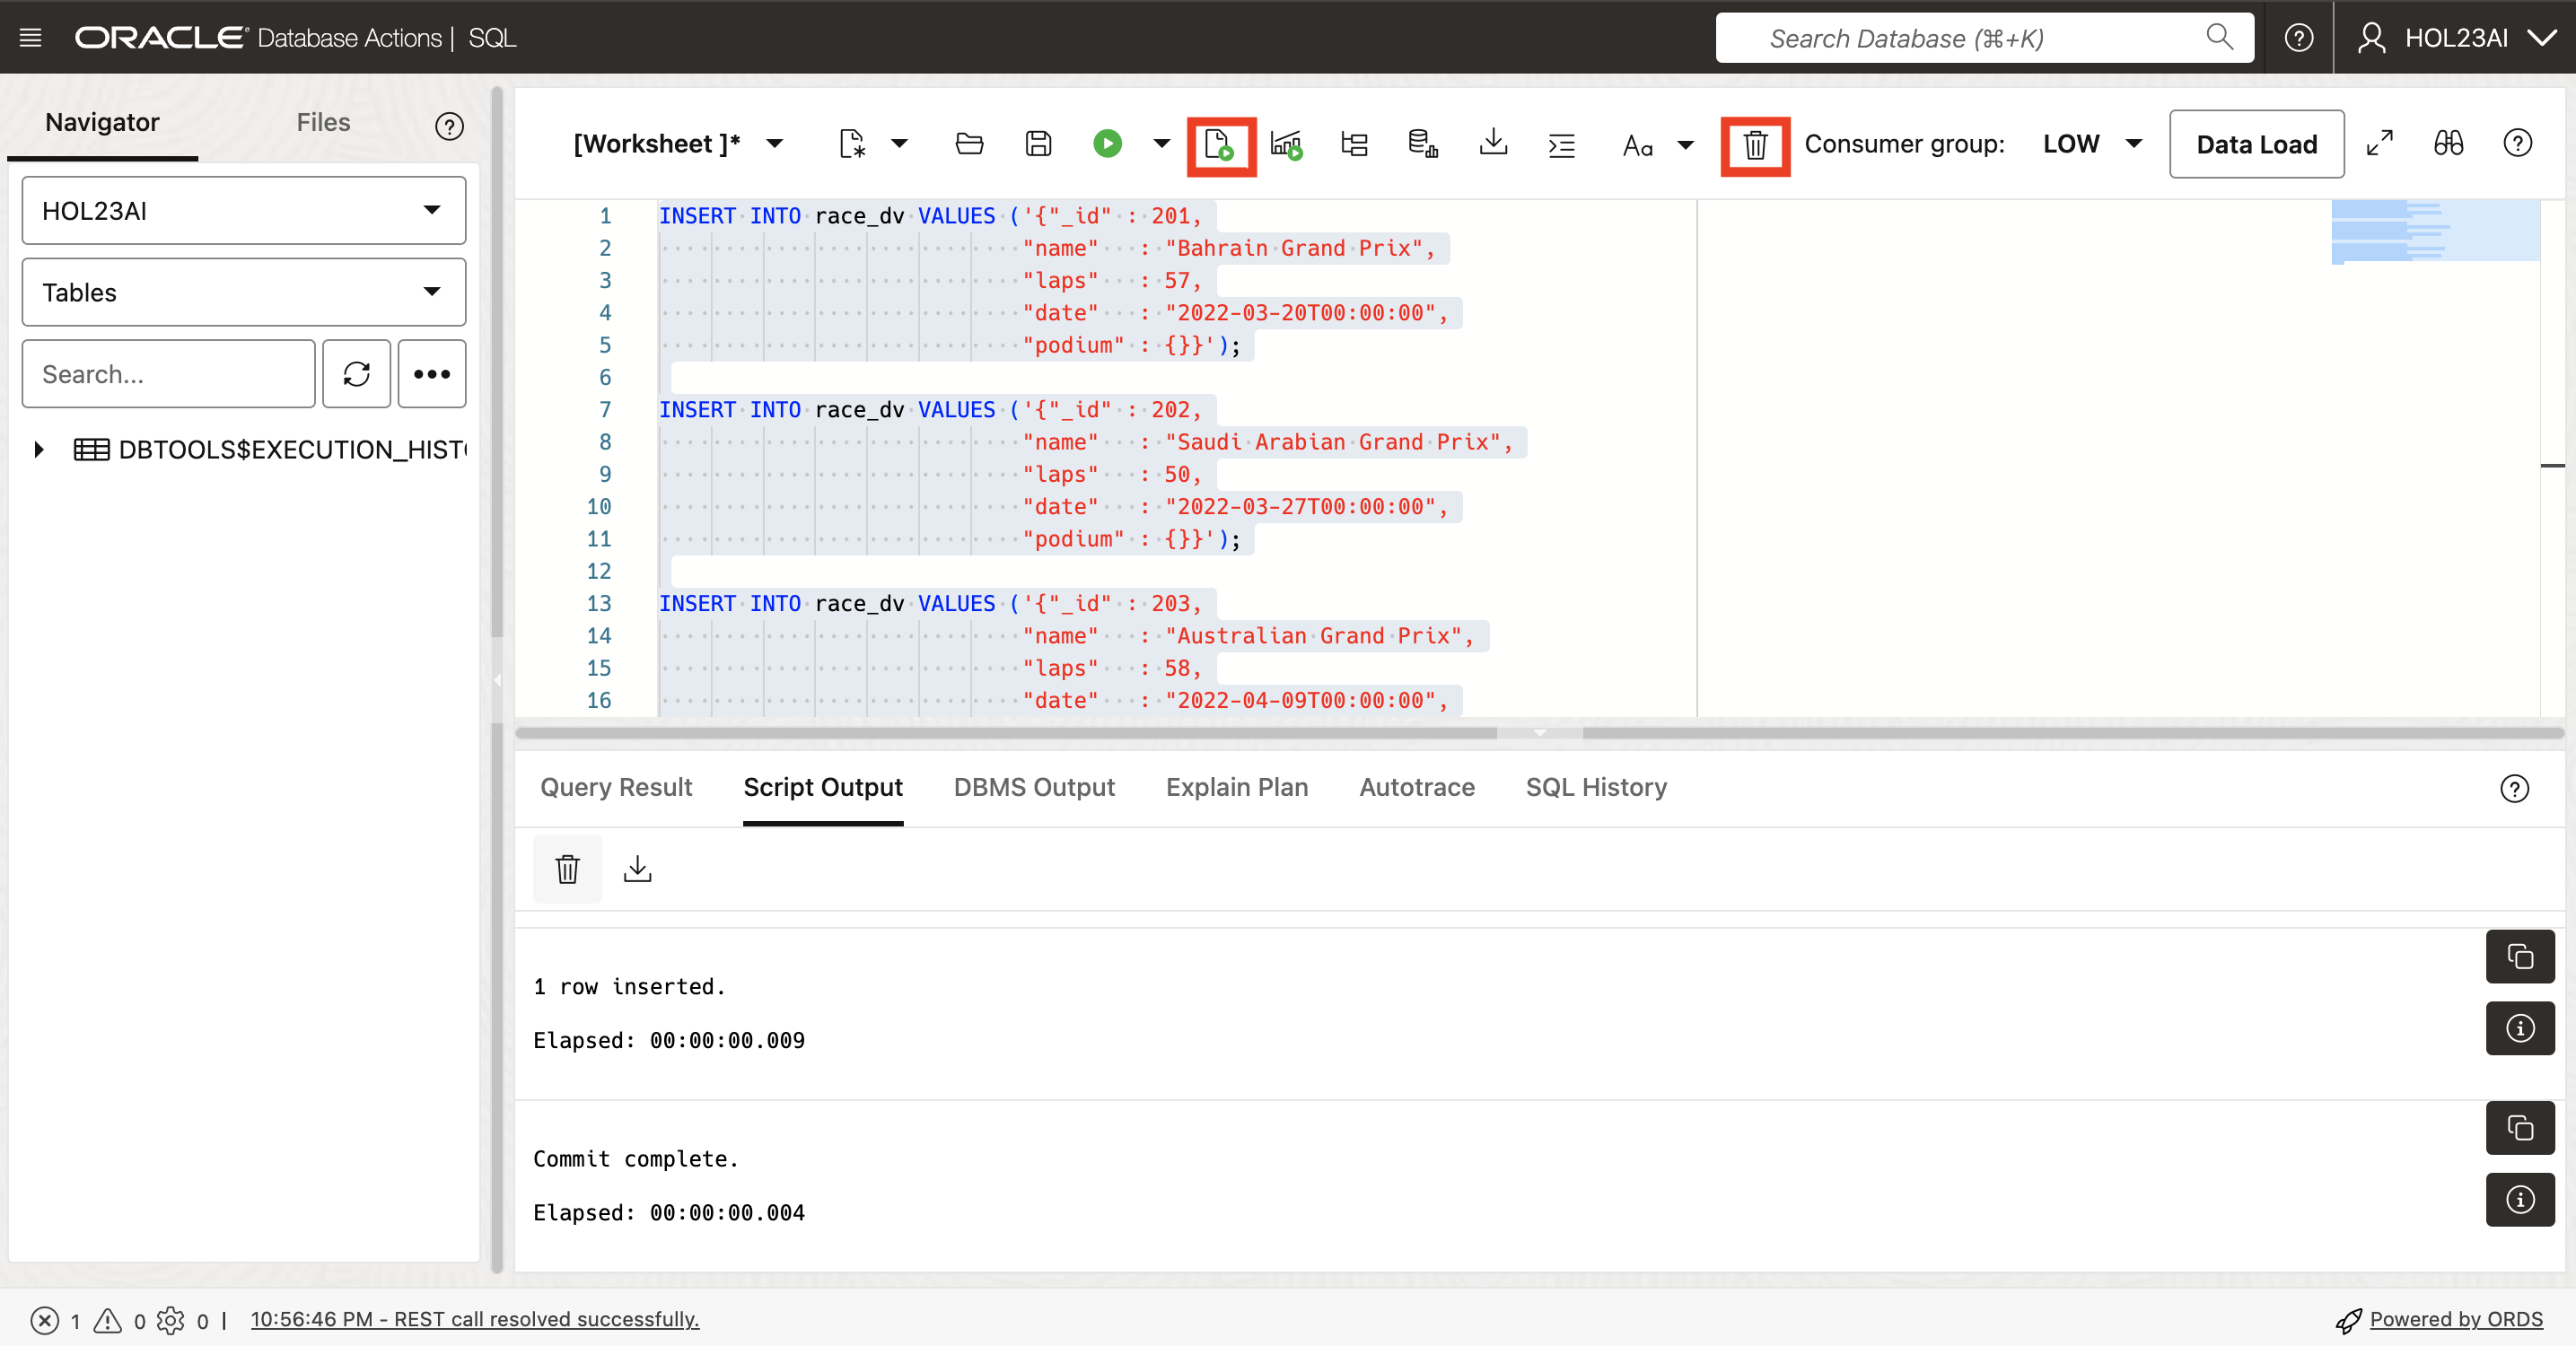 ORACLE Database Actions | SQL
Search Database (⌘+K)
HOL23AI
Navigator
Files
HOL23AI
Tables
Search...
DBTOOLS$EXECUTION_HIST
[Worksheet ]*
Aa
Consumer group:
LOW
Data Load
1 INSERT INTO race_dv VALUES ('{"_id" : 201,
2 "name" : "Bahrain Grand Prix",
3 "laps" : 57,
4 "date" : "2022-03-20T00:00:00",
5 "podium" : {}}');
6
7 INSERT INTO race_dv VALUES ('{"_id" : 202,
8 "name" : "Saudi Arabian Grand Prix",
9 "laps" : 50,
10 "date" : "2022-03-27T00:00:00",
11 "podium" : {}}');
12
13 INSERT INTO race_dv VALUES ('{"_id" : 203,
14 "name" : "Australian Grand Prix",
15 "laps" : 58,
16 "date" : "2022-04-09T00:00:00",
Query Result
Script Output
DBMS Output
Explain Plan
Autotrace
SQL History
1 row inserted.
Elapsed: 00:00:00.009
Commit complete.
Elapsed: 00:00:00.004
1 0 0 | 10:56:46 PM - REST call resolved successfully.
Powered by ORDS